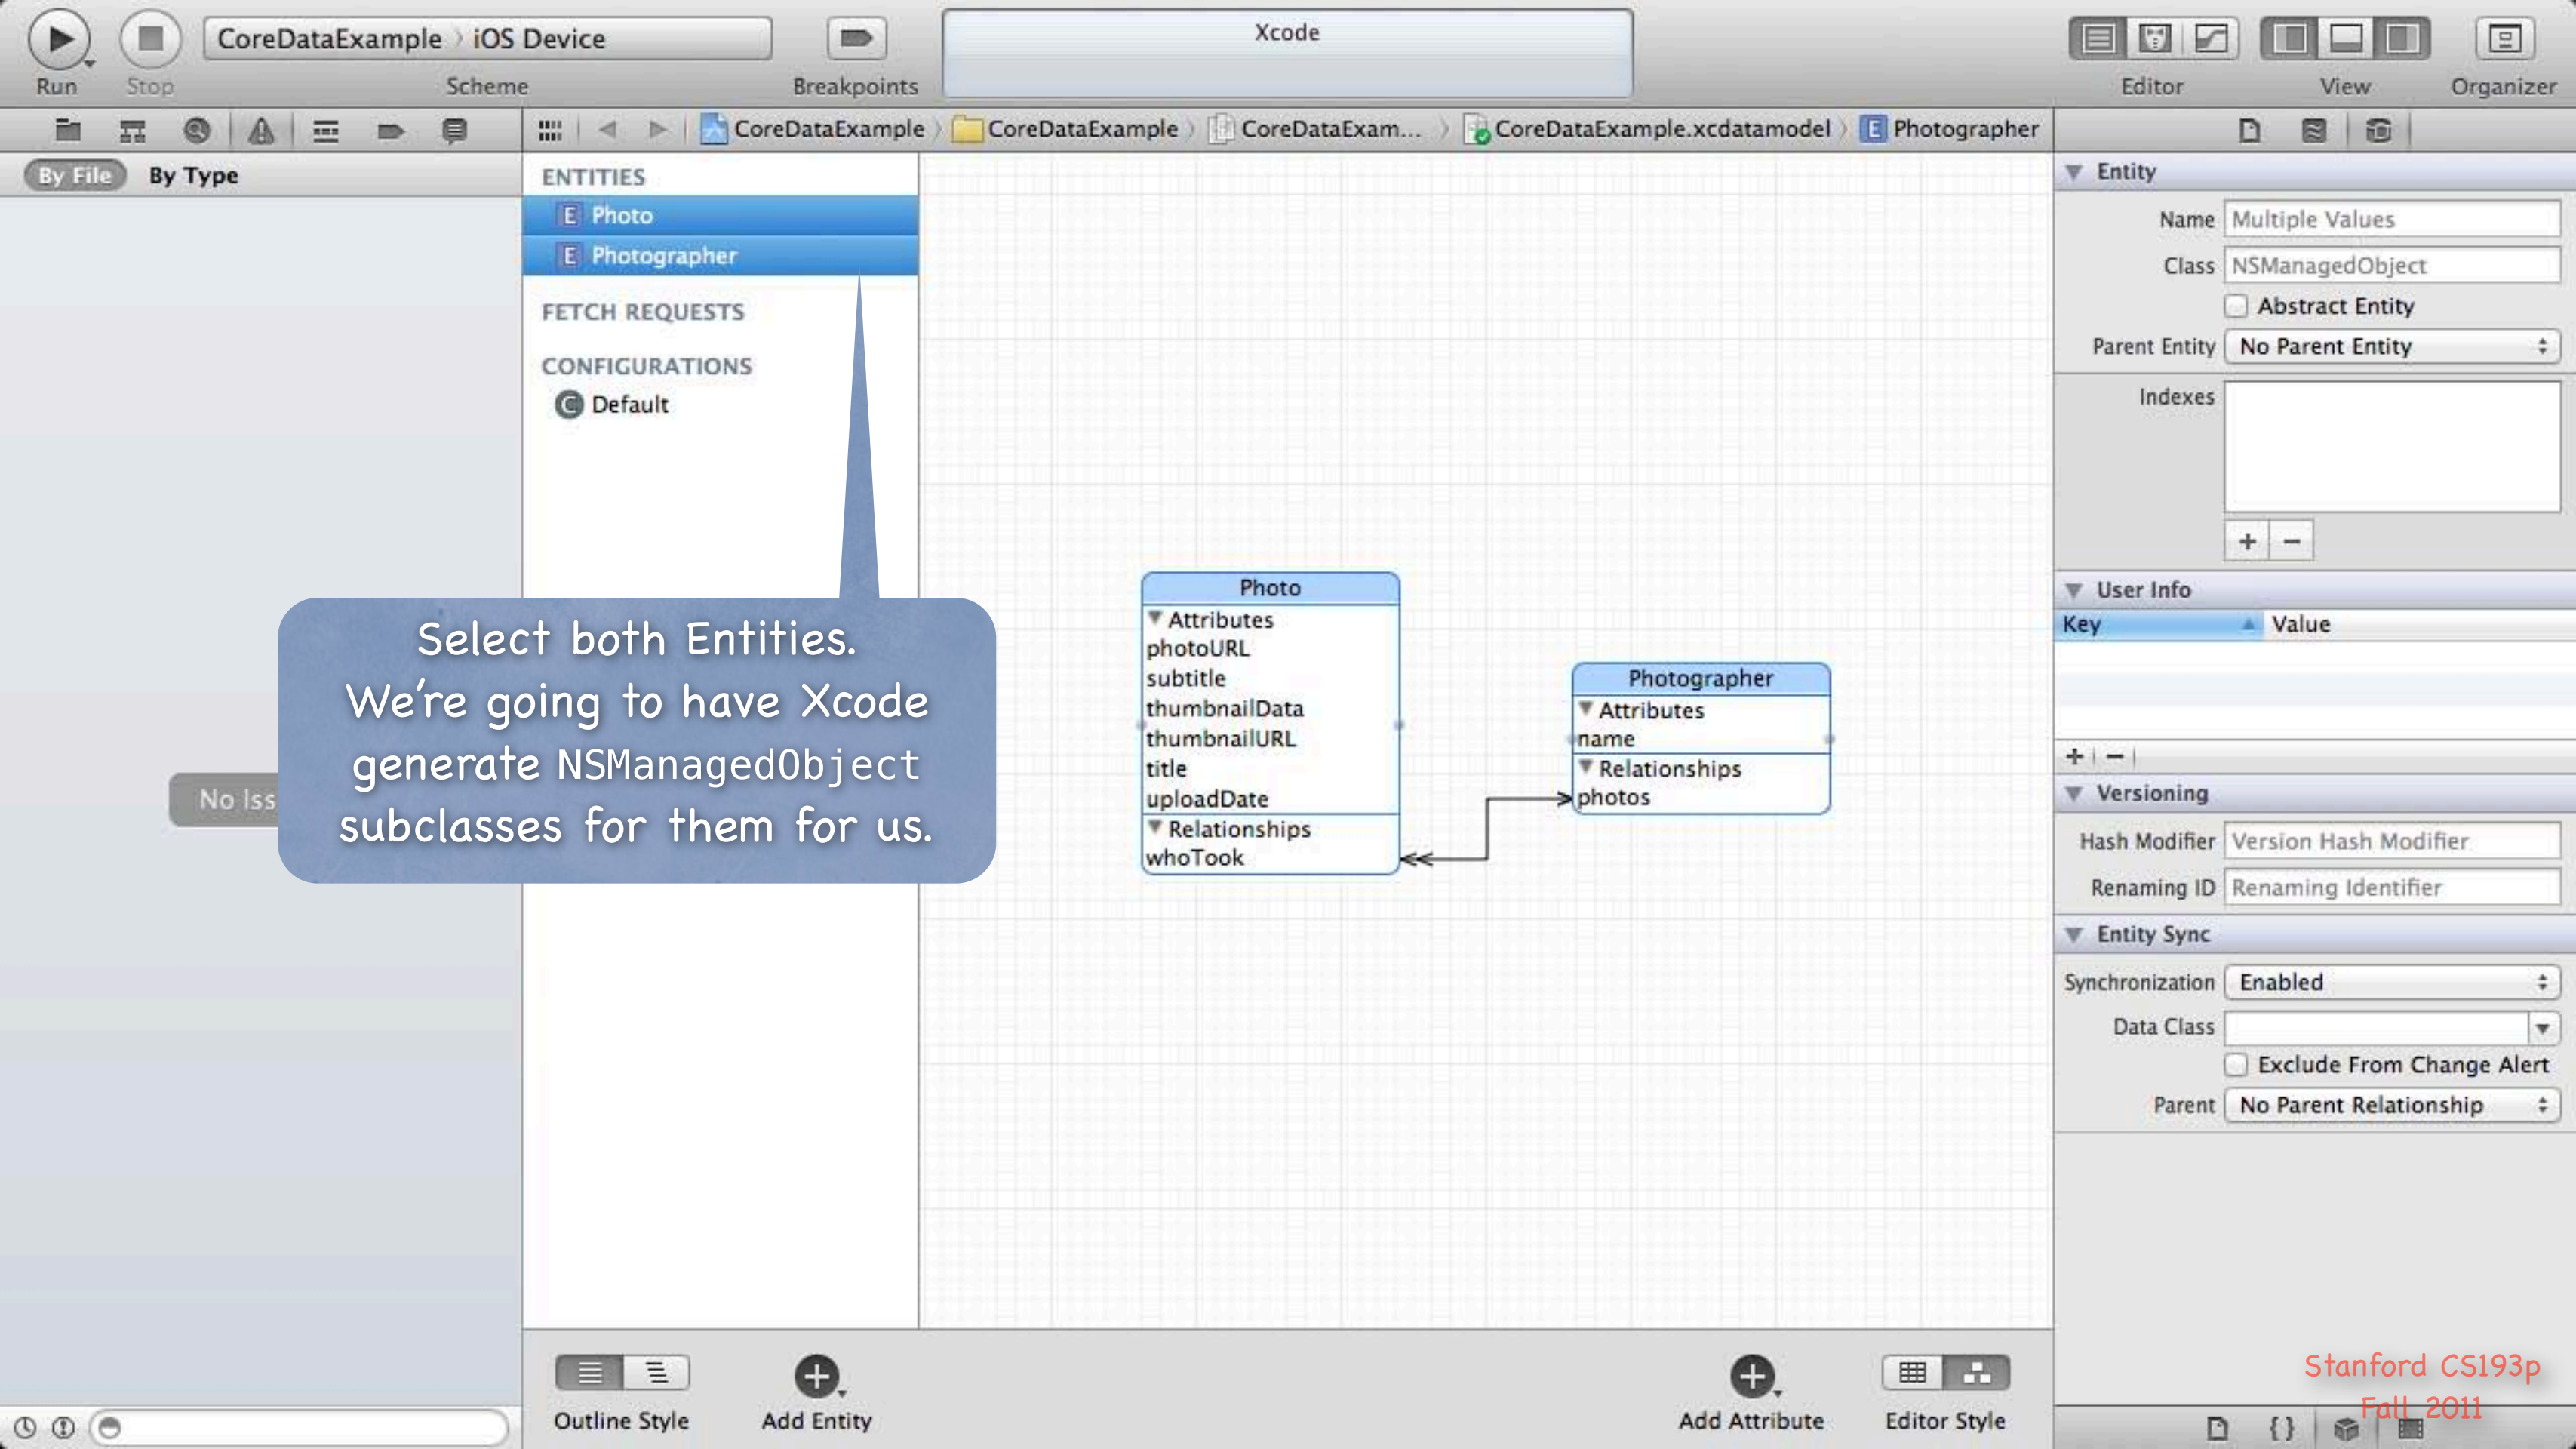 CoreDataExample iOS Device
Xcode
Run Stop Scheme Breakpoints Editor View Organizer
CoreDataExample CoreDataExample CoreDataExam... CoreDataExample.xcdatamodel E Photographer
By File By Type
ENTITIES
E Photo
E Photographer
FETCH REQUESTS
CONFIGURATIONS
C Default
Select both Entities.
We're going to have Xcode
generate NSManagedObject
subclasses for them for us.
No Iss
Photo
Attributes
photoURL
subtitle
thumbnailData
thumbnailURL
title
uploadDate
Relationships
whoTook
Photographer
Attributes
name
Relationships
photos
Entity
Name Multiple Values
Class NSManagedObject
Abstract Entity
Parent Entity No Parent Entity
Indexes
+ −
User Info
Key Value
+ −
Versioning
Hash Modifier Version Hash Modifier
Renaming ID Renaming Identifier
Entity Sync
Synchronization Enabled
Data Class
Exclude From Change Alert
Parent No Parent Relationship
Outline Style Add Entity Add Attribute Editor Style
Stanford CS193p
Fall 2011
{ }